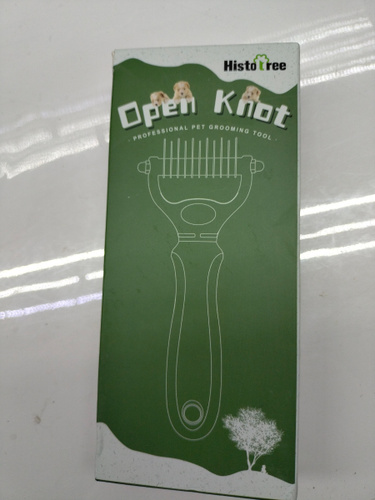 Histotree
Open Knot
- PROFESSIONAL PET GROOMING TOOL -